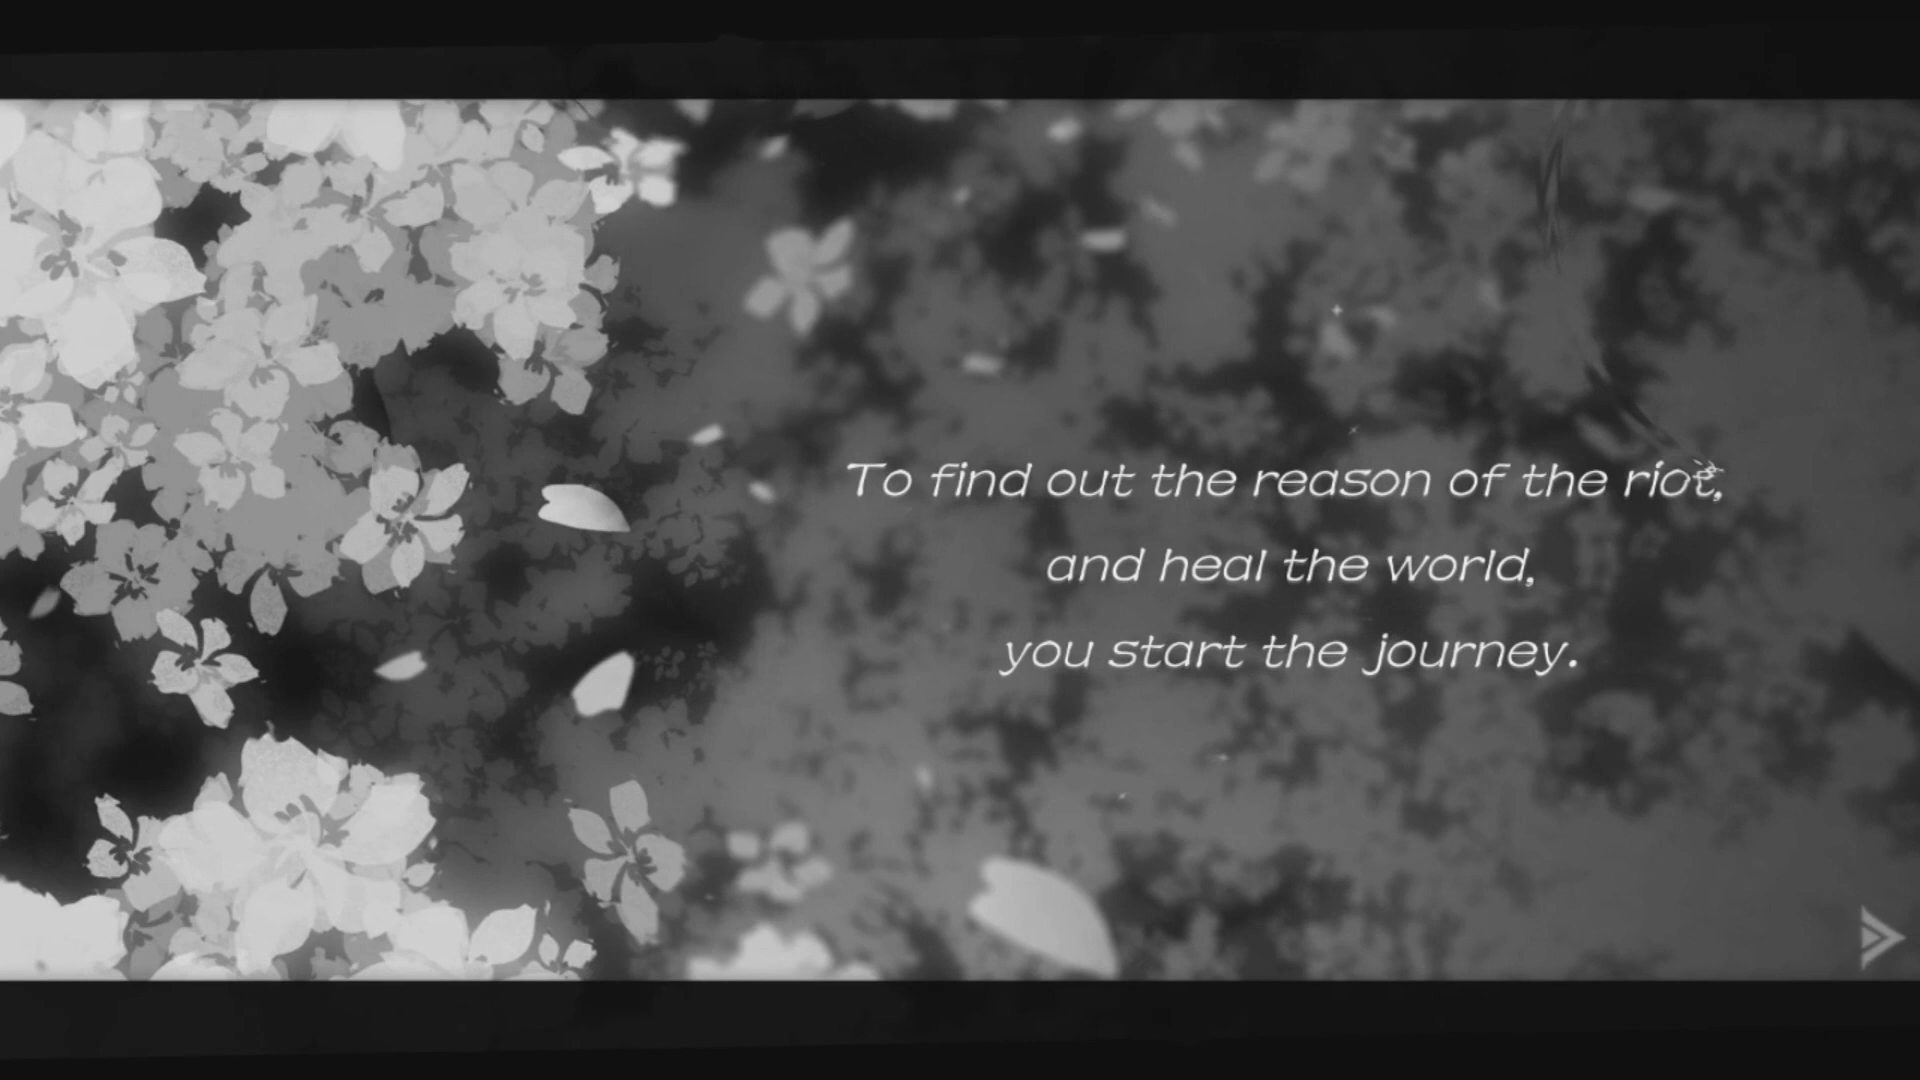 To find out the reason of the riot,
and heal the world,
you start the journey.